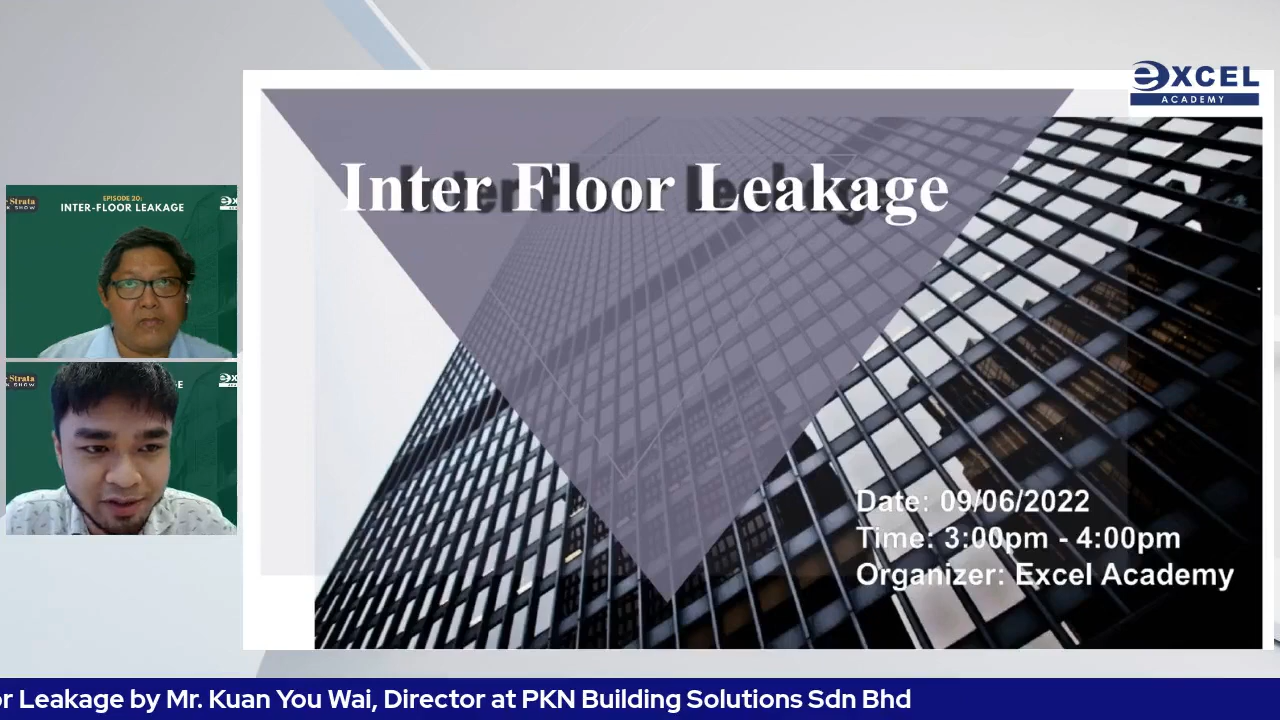 eXCEL
ACADEMY
Inter Floor Leakage
EPISODE 20:
INTER-FLOOR LEAKAGE
Strata
SHOW
Strata
SHOW
Date: 09/06/2022
Time: 3:00pm - 4:00pm
Organizer: Excel Academy
or Leakage by Mr. Kuan You Wai, Director at PKN Building Solutions Sdn Bhd